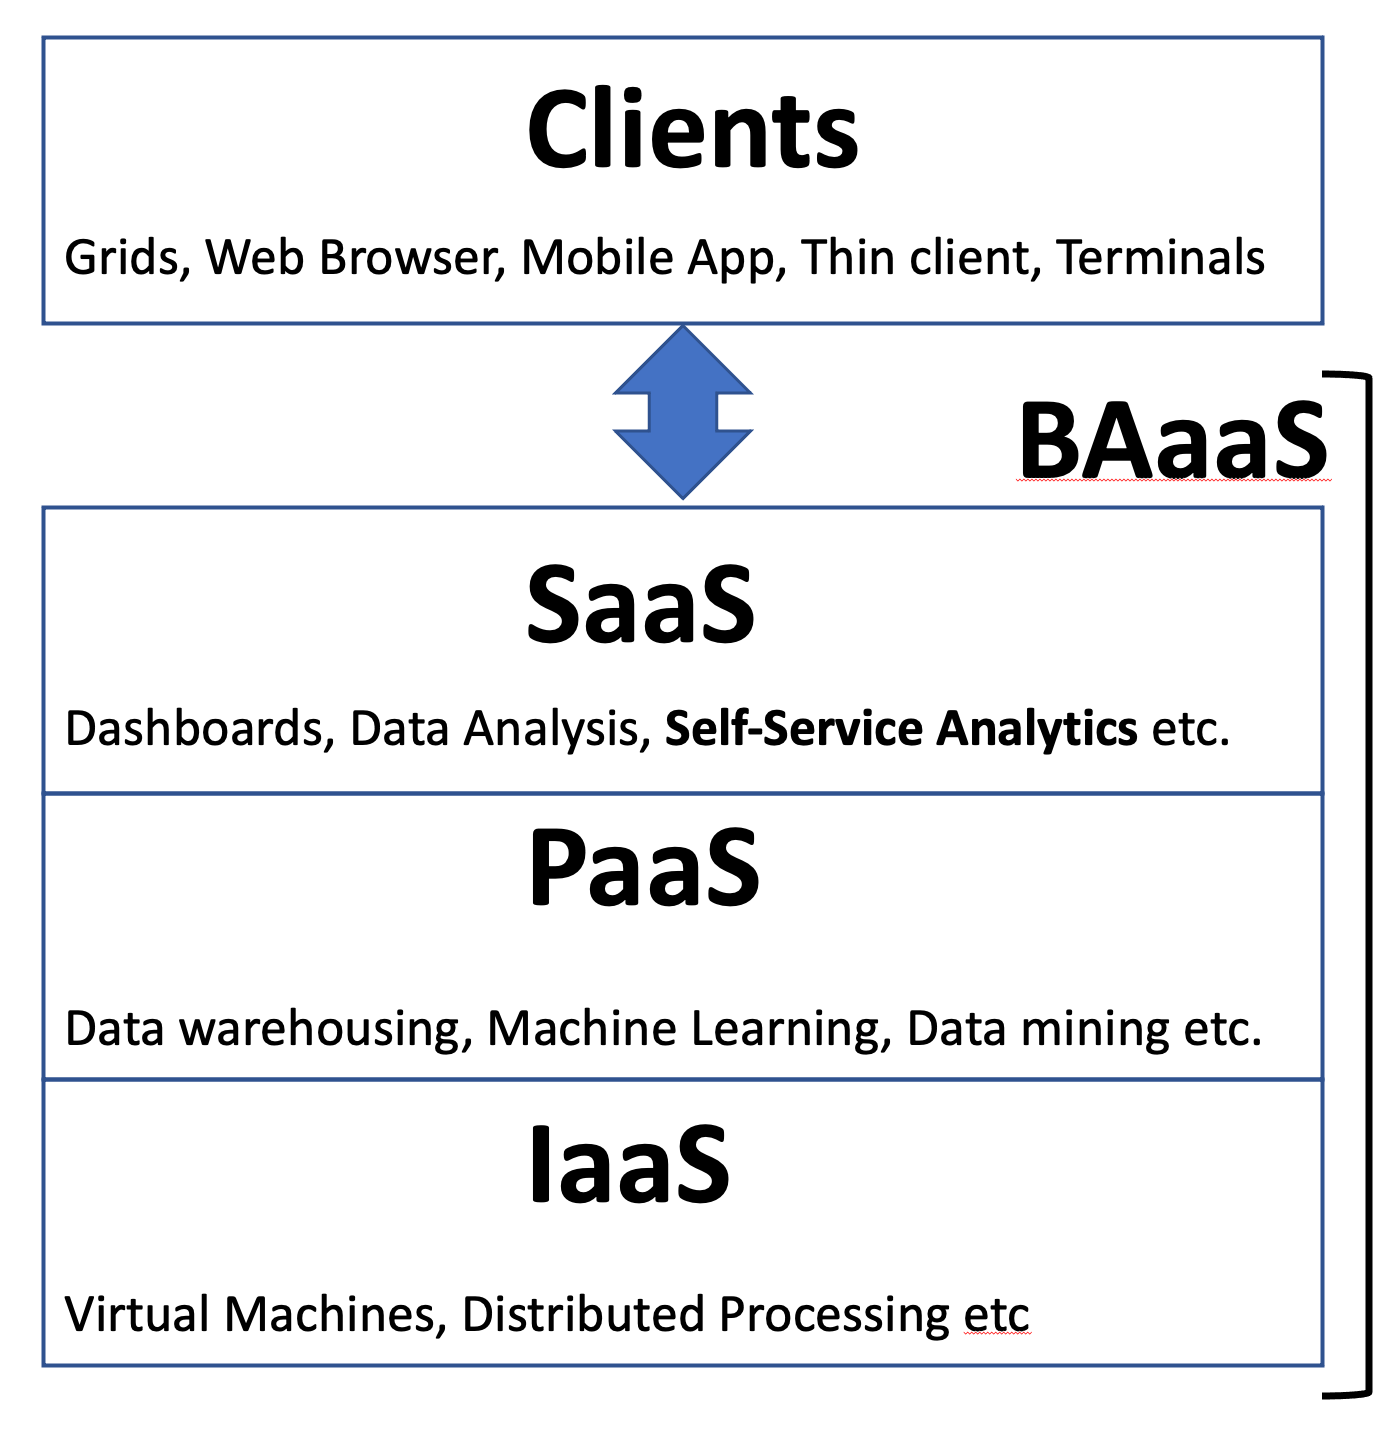 Clients
Grids, Web Browser, Mobile App, Thin client, Terminals
BAaaS
SaaS
Dashboards, Data Analysis, Self-Service Analytics etc.
PaaS
Data warehousing, Machine Learning, Data mining etc.
IaaS
Virtual Machines, Distributed Processing etc